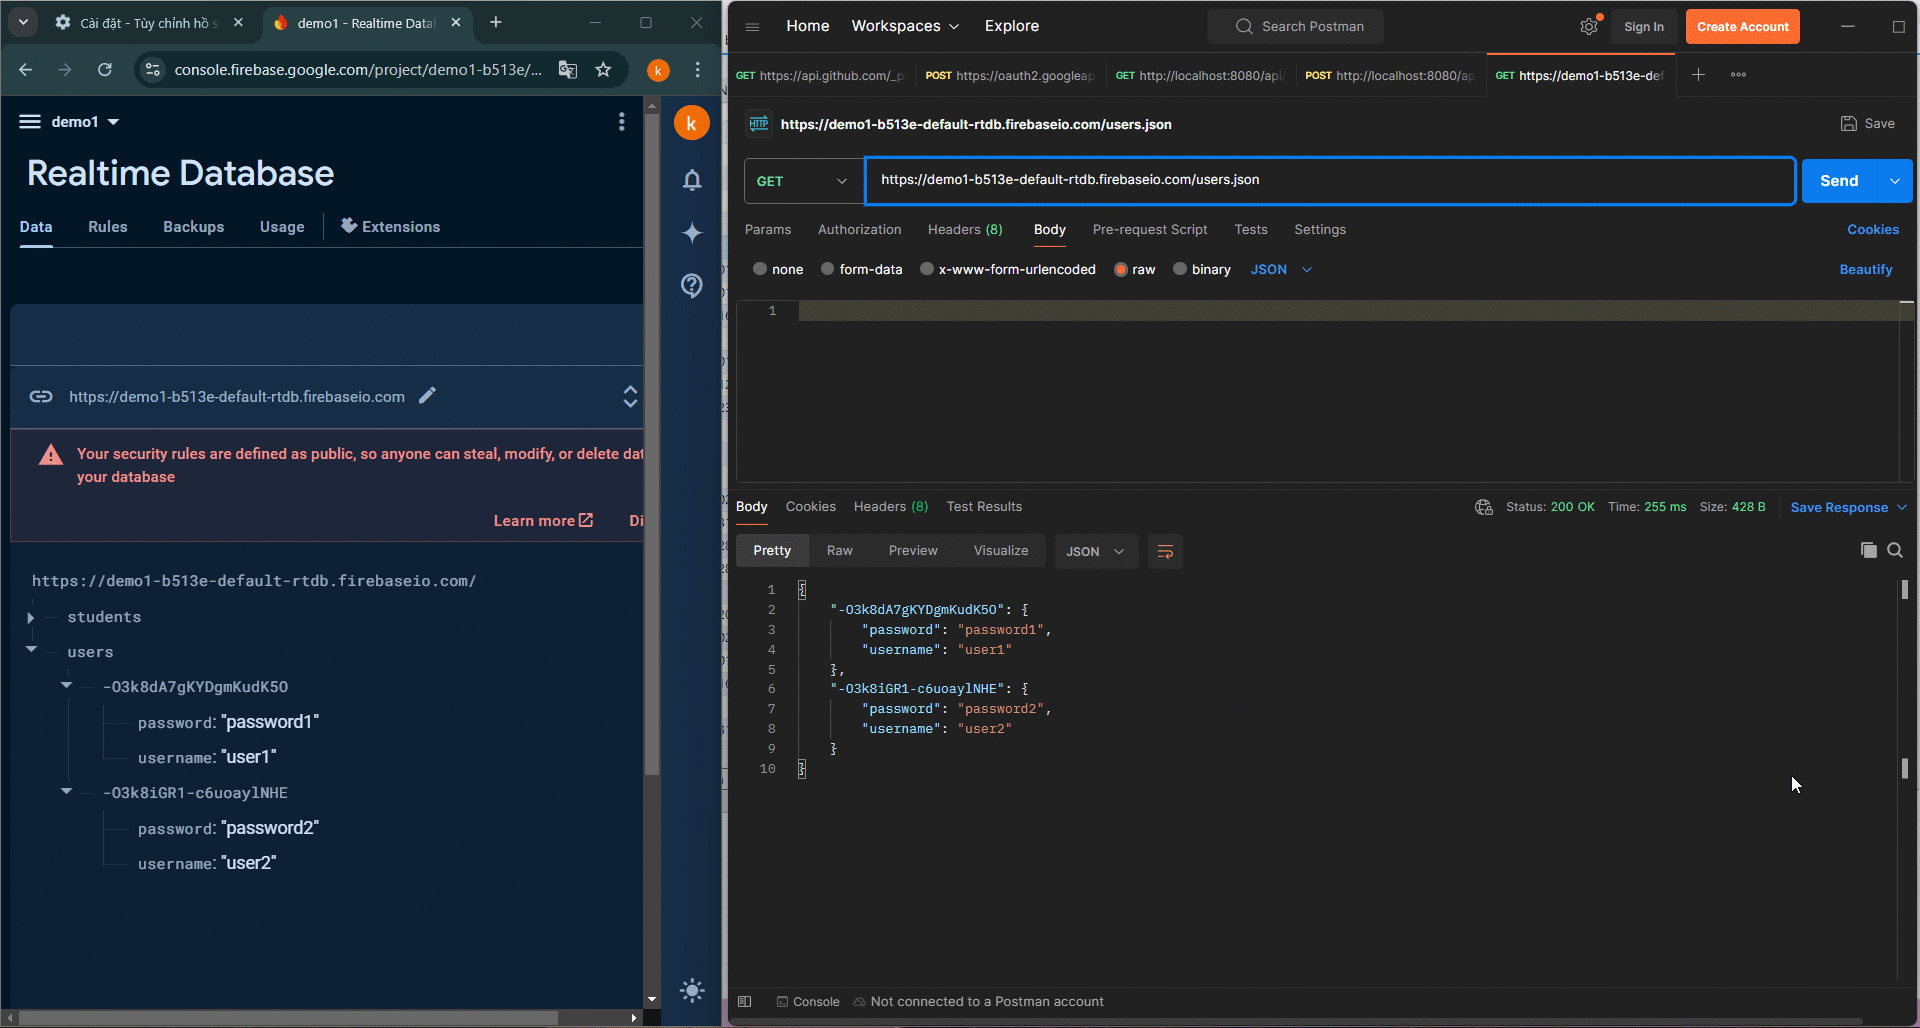 Cài đặt - Tùy chỉnh hồ s
demo1 - Realtime Data
console.firebase.google.com/project/demo1-b513e/...
k
demo1
k
Realtime Database
Data Rules Backups Usage Extensions
https://demo1-b513e-default-rtdb.firebaseio.com
Your security rules are defined as public, so anyone can steal, modify, or delete dat
your database
Learn more Di
https://demo1-b513e-default-rtdb.firebaseio.com/
students
users
-O3k8dA7gKYDgmKudK5O
password: "password1"
username: "user1"
-O3k8iGR1-c6uoaylNHE
password: "password2"
username: "user2"
Home Workspaces Explore Search Postman Sign In Create Account
GET https://api.github.com/_p POST https://oauth2.googleap GET http://localhost:8080/api/ POST http://localhost:8080/ap GET https://demo1-b513e-def
HTTP https://demo1-b513e-default-rtdb.firebaseio.com/users.json Save
GET https://demo1-b513e-default-rtdb.firebaseio.com/users.json Send
Params Authorization Headers (8) Body Pre-request Script Tests Settings Cookies
none form-data x-www-form-urlencoded raw binary JSON Beautify
1
Body Cookies Headers (8) Test Results Status: 200 OK Time: 255 ms Size: 428 B Save Response
Pretty Raw Preview Visualize JSON
1 {
2 "-O3k8dA7gKYDgmKudK5O": {
3 "password": "password1",
4 "username": "user1"
5 },
6 "-O3k8iGR1-c6uoaylNHE": {
7 "password": "password2",
8 "username": "user2"
9 }
10 }
Console Not connected to a Postman account